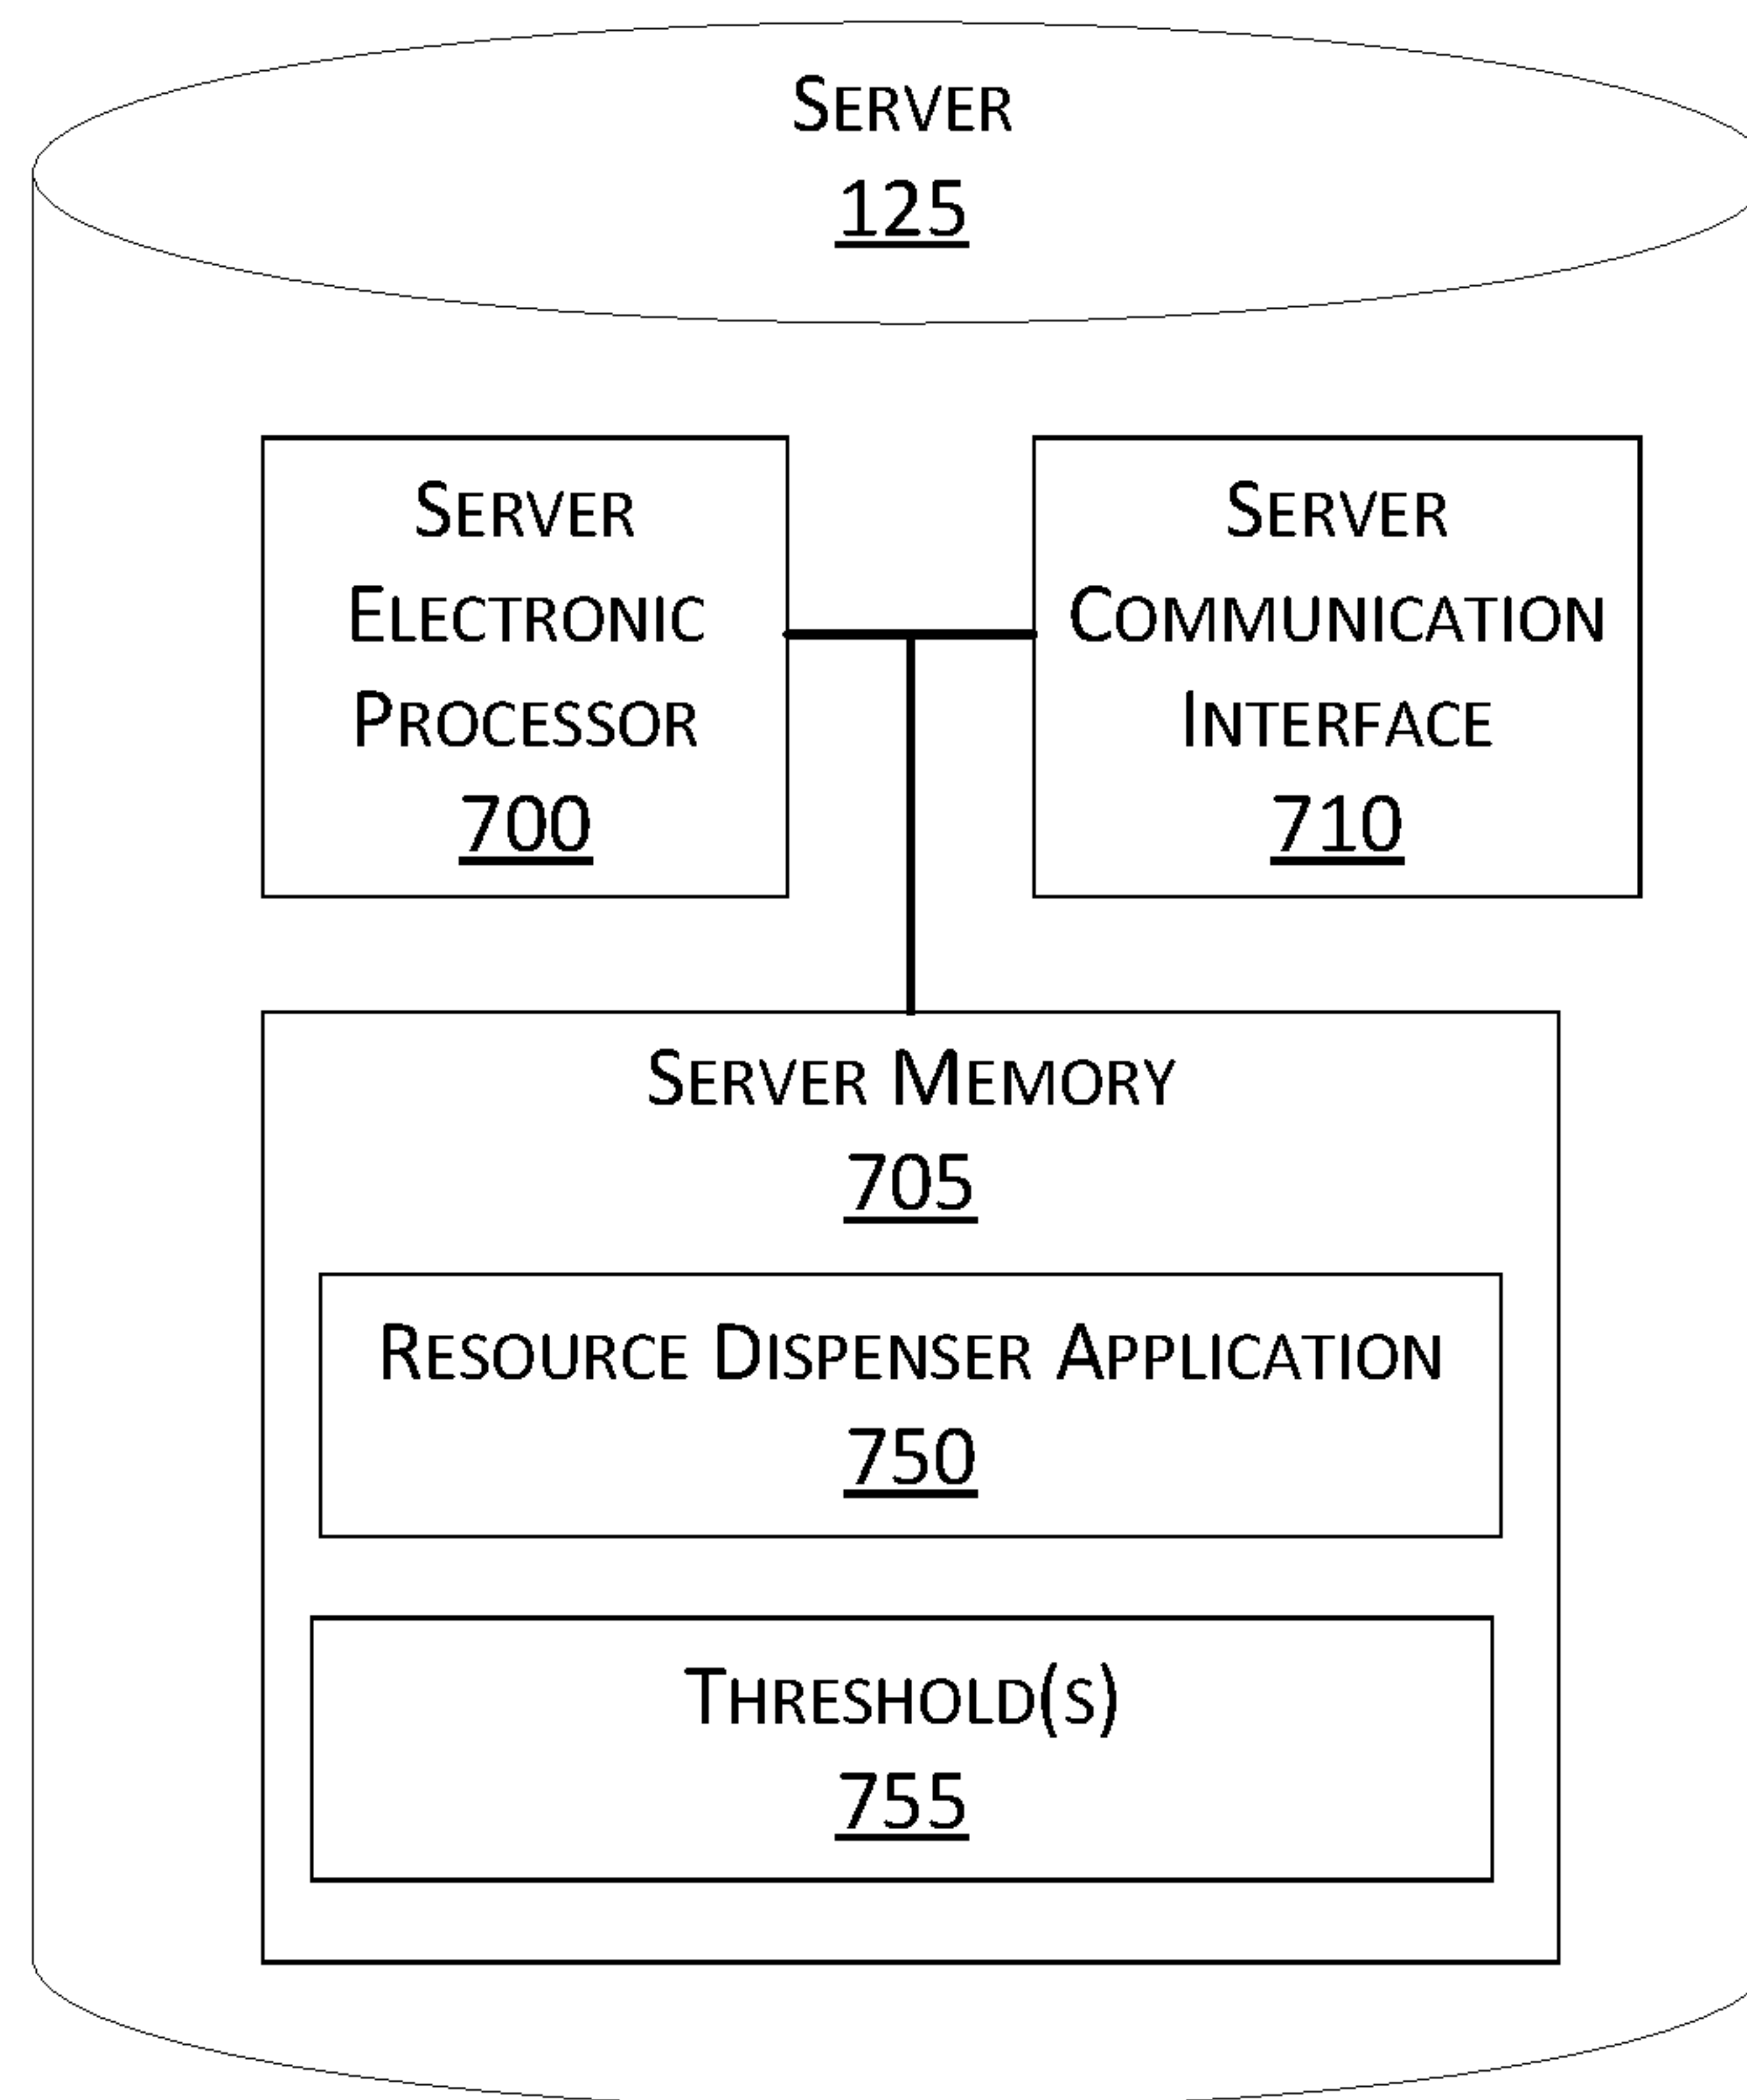 SERVER
125
SERVER
ELECTRONIC
PROCESSOR
700
SERVER
COMMUNICATION
INTERFACE
710
SERVER MEMORY
705
RESOURCE DISPENSER APPLICATION
750
THRESHOLD(S)
755